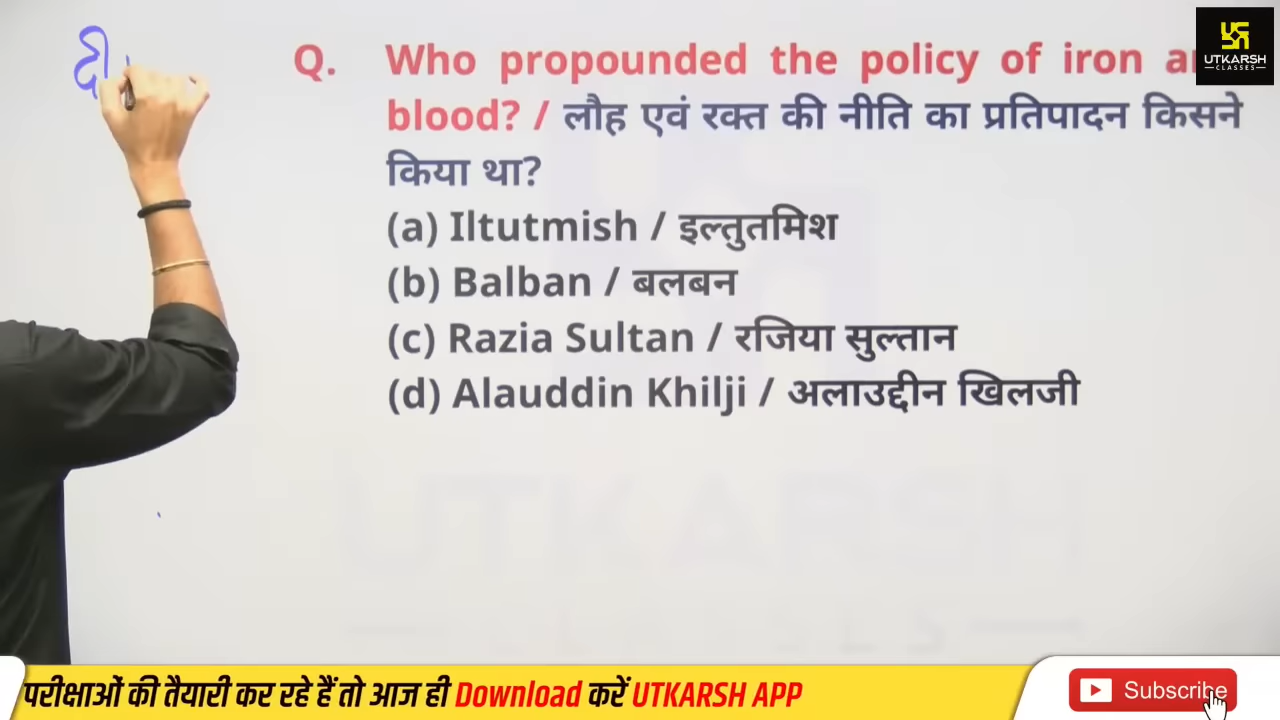 दी
UTKARSH
CLASSES
Q. Who propounded the policy of iron
blood? / लौह एवं रक्त की नीति का प्रतिपादन किसने
किया था?
(a) Iltutmish / इल्तुतमिश
(b) Balban / बलबन
(c) Razia Sultan / रजिया सुल्तान
(d) Alauddin Khilji / अलाउद्दीन खिलजी
UTKARSH
परीक्षाओं की तैयारी कर रहे हैं तो आज ही Download करें UTKARSH APP
Subscribe